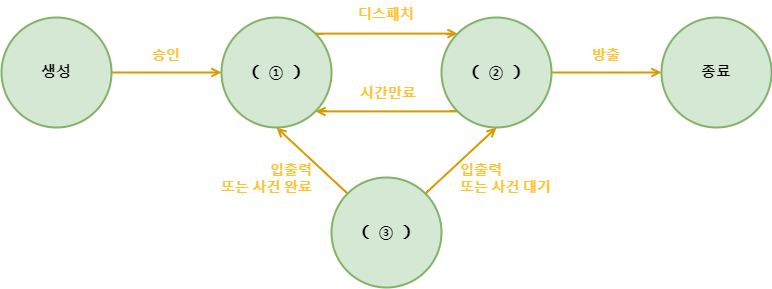 디스패치
승인
방출
생성
( ① )
( ② )
종료
시간만료
입출력
또는 사건 완료
입출력
또는 사건 대기
( ③ )